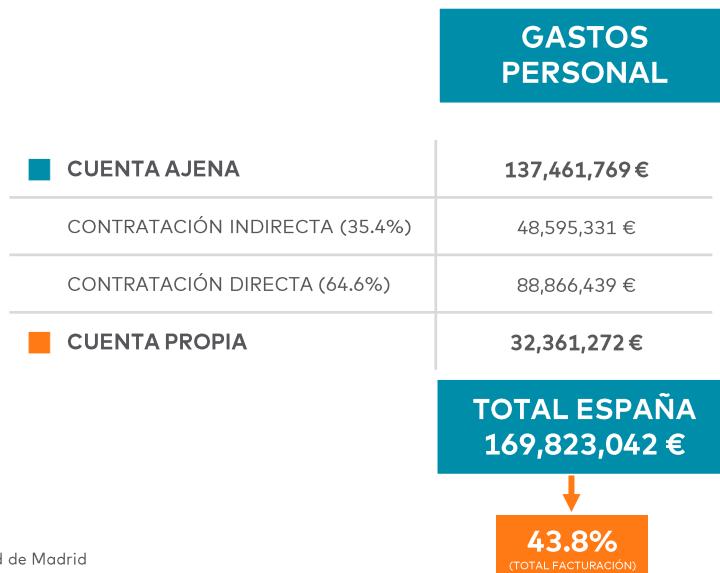 GASTOS
PERSONAL
CUENTA AJENA 137,461,769 €
CONTRATACIÓN INDIRECTA (35.4%) 48,595,331 €
CONTRATACIÓN DIRECTA (64.6%) 88,866,439 €
CUENTA PROPIA 32,361,272 €
TOTAL ESPAÑA
169,823,042 €
43.8%
(TOTAL FACTURACIÓN)
de Madrid